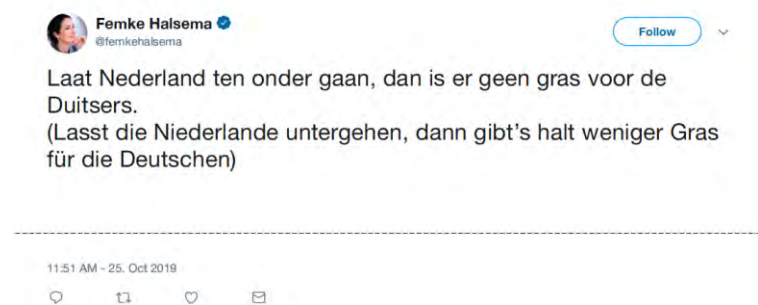 Femke Halsema
@femkehalsema
Follow
Laat Nederland ten onder gaan, dan is er geen gras voor de
Duitsers.
(Lasst die Niederlande untergehen, dann gibt's halt weniger Gras
für die Deutschen)
11:51 AM - 25. Oct 2019